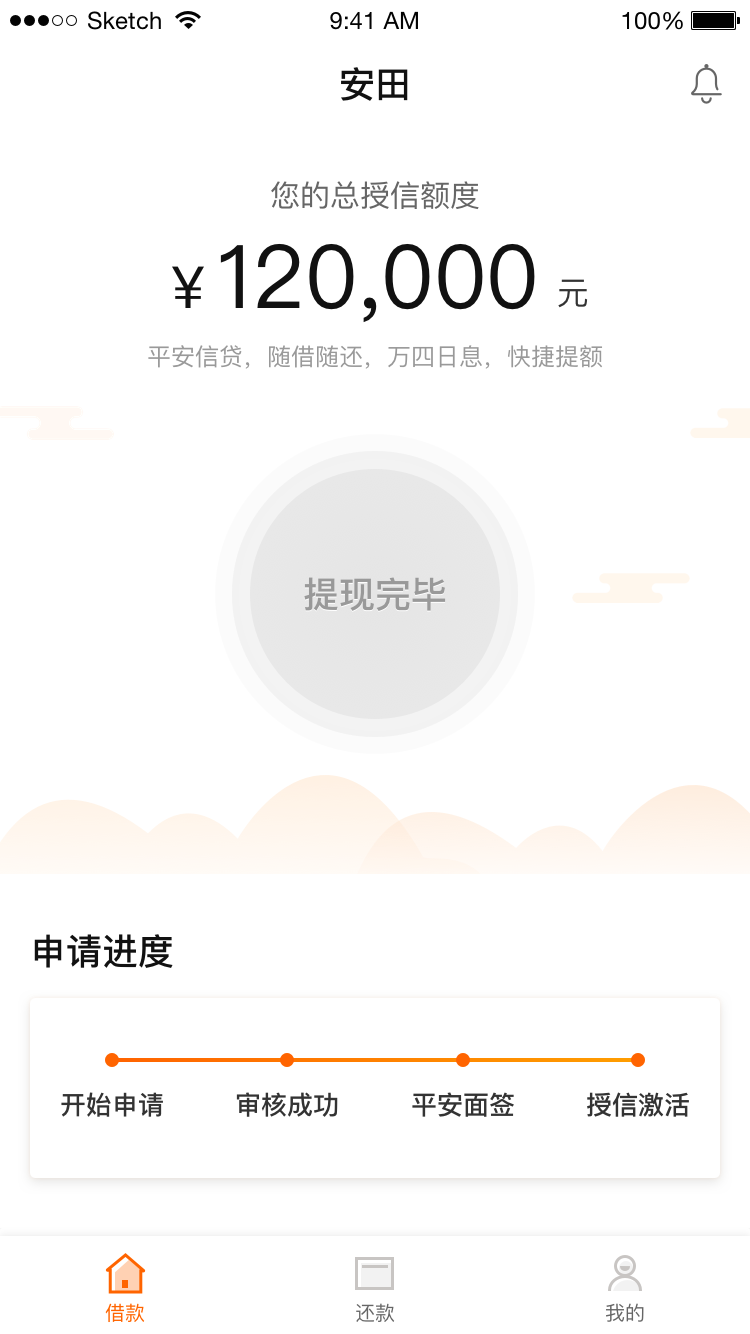 Sketch 9:41 AM 100%
安田
您的总授信额度
¥120,000 元
平安信贷，随借随还，万四日息，快捷提额
提现完毕
申请进度
开始申请 审核成功 平安面签 授信激活
借款 还款 我的